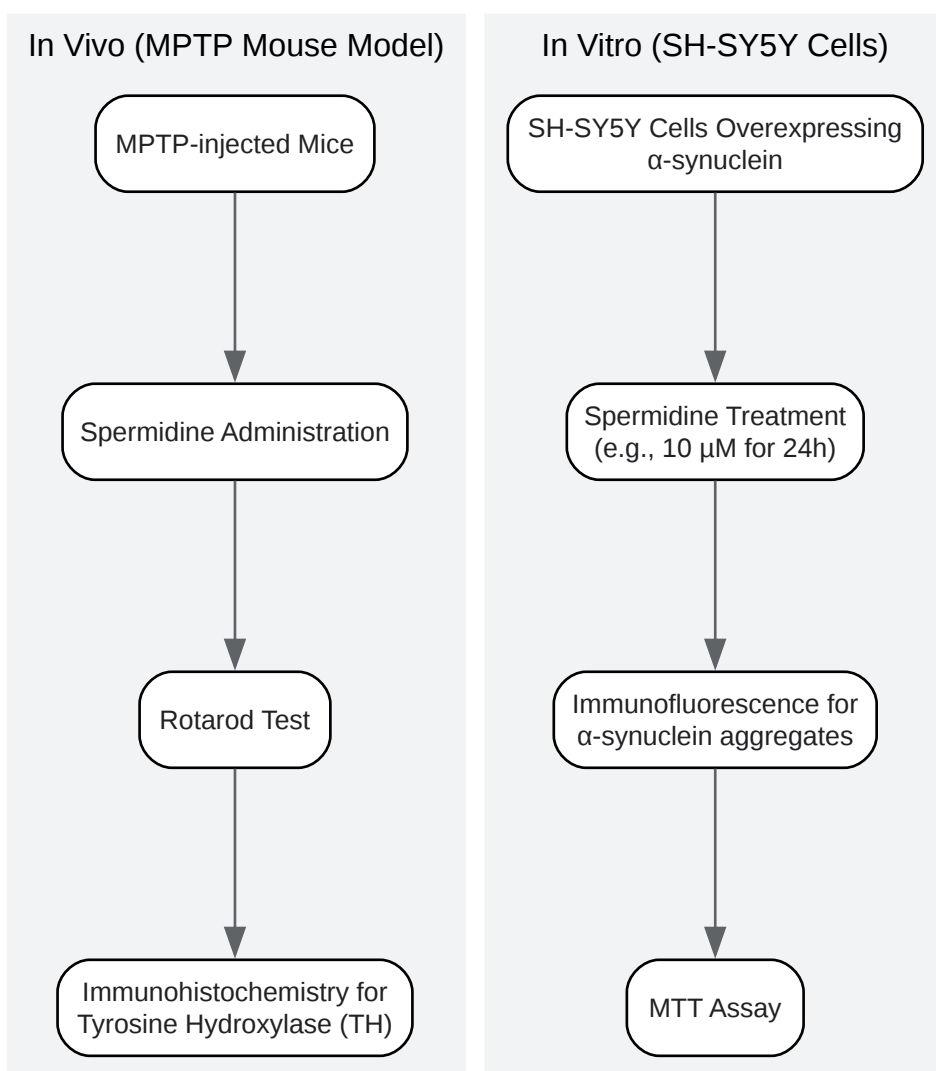 In Vivo (MPTP Mouse Model)
MPTP-injected Mice
Spermidine Administration
Rotarod Test
Immunohistochemistry for
Tyrosine Hydroxylase (TH)
In Vitro (SH-SY5Y Cells)
SH-SY5Y Cells Overexpressing
α-synuclein
Spermidine Treatment
(e.g., 10 µM for 24h)
Immunofluorescence for
α-synuclein aggregates
MTT Assay